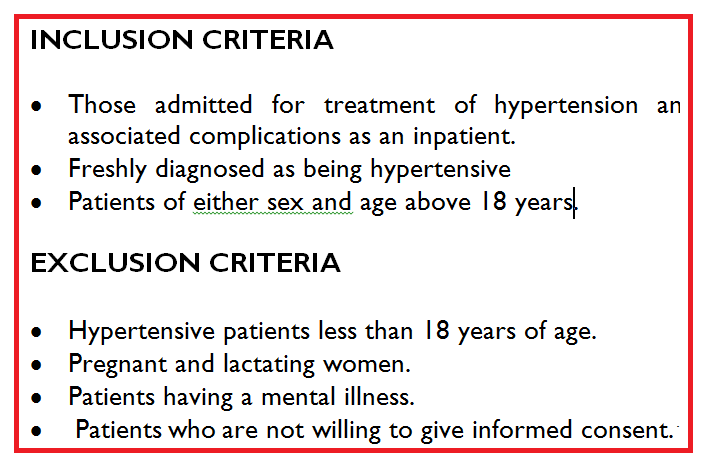 INCLUSION CRITERIA
• Those admitted for treatment of hypertension an
associated complications as an inpatient.
• Freshly diagnosed as being hypertensive
• Patients of either sex and age above 18 years.
EXCLUSION CRITERIA
• Hypertensive patients less than 18 years of age.
• Pregnant and lactating women.
• Patients having a mental illness.
• Patients who are not willing to give informed consent.